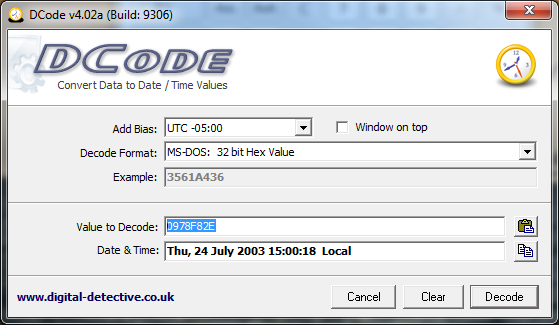 DCode v4.02a (Build: 9306)
DCode
Convert Data to Date / Time Values
Add Bias: UTC -05:00 Window on top
Decode Format: MS-DOS: 32 bit Hex Value
Example: 3561A436
Value to Decode: 0978F82E
Date & Time: Thu, 24 July 2003 15:00:18 Local
www.digital-detective.co.uk Cancel Clear Decode